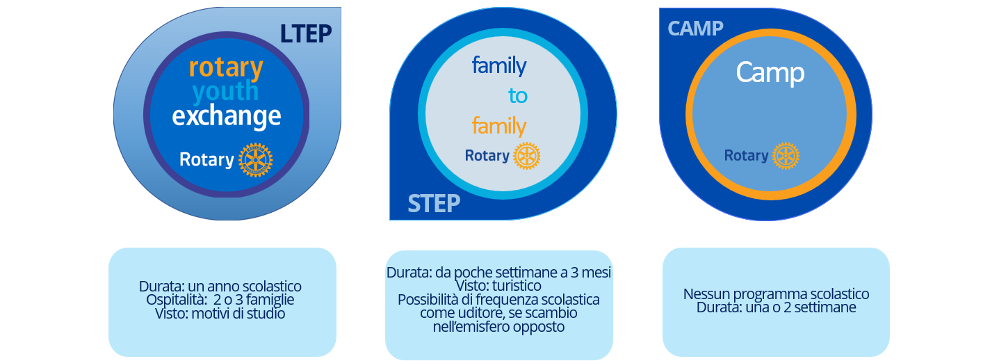 LTEP
rotary
youth
exchange
Rotary
Durata: un anno scolastico
Ospitalità:  2 o 3 famiglie
Visto: motivi di studio
family
to
family
Rotary
STEP
Durata: da poche settimane a 3 mesi
Visto: turistico
Possibilità di frequenza scolastica
come uditore, se scambio
nell'emisfero opposto
CAMP
Camp
Rotary
Nessun programma scolastico
Durata: una o 2 settimane